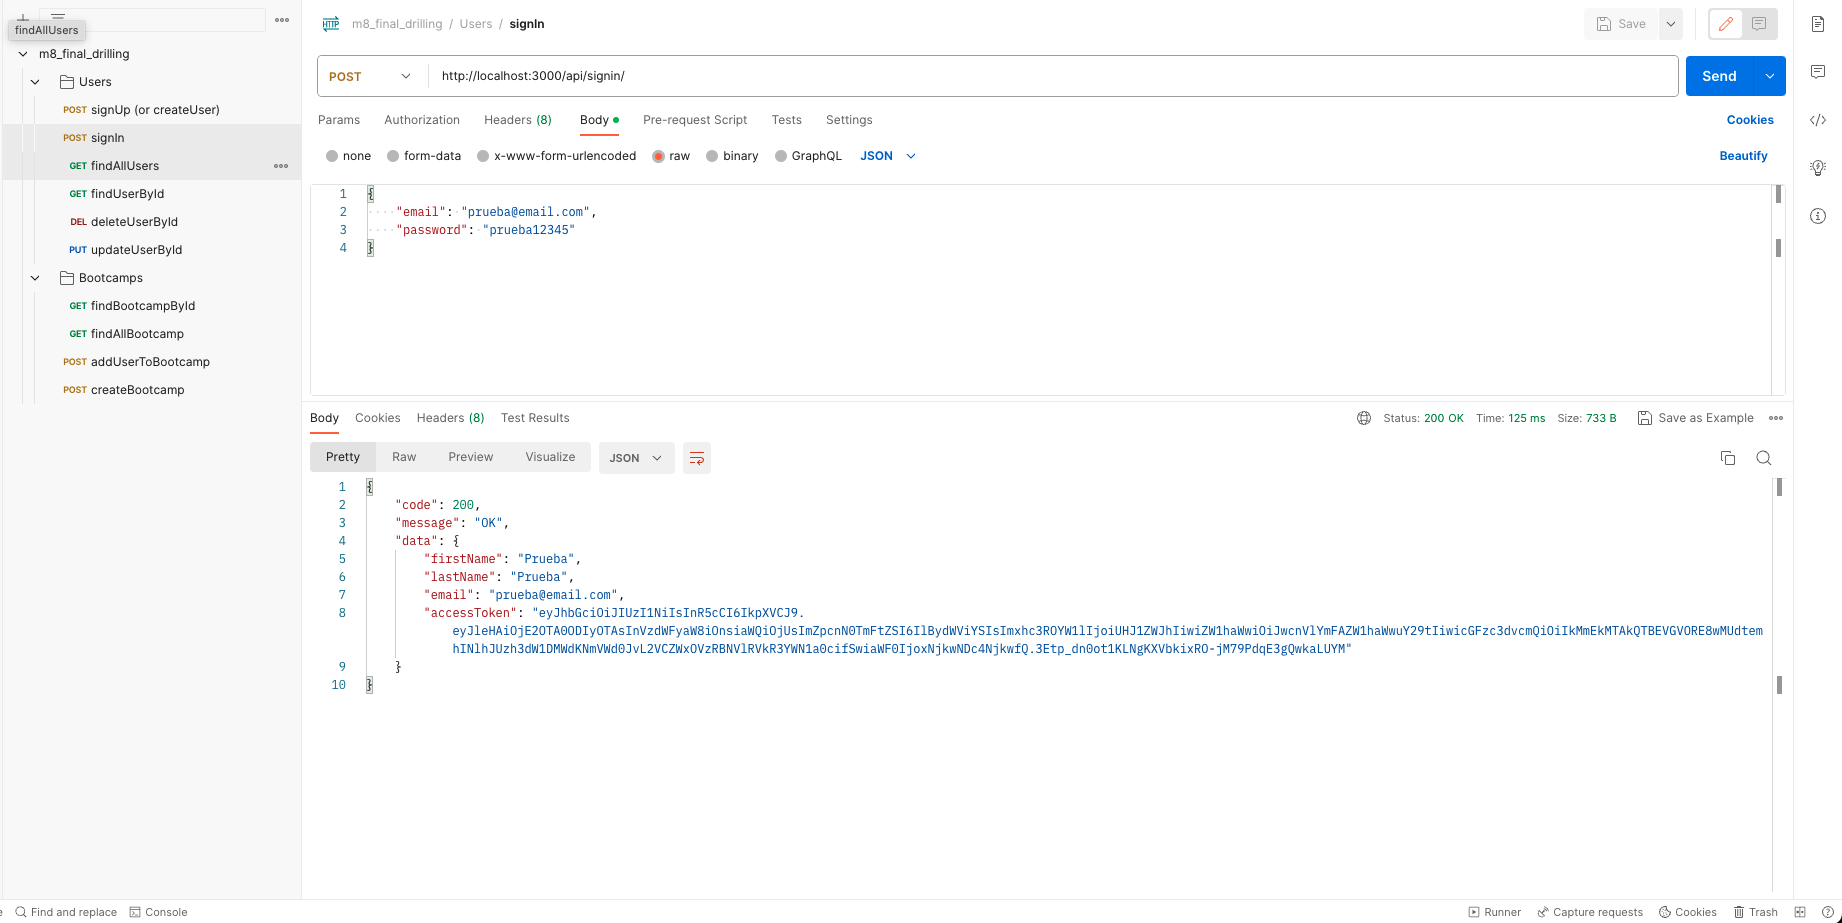 findAllUsers
m8_final_drilling
Users
POST signUp (or createUser)
POST signIn
GET findAllUsers
GET findUserById
DEL deleteUserById
PUT updateUserById
Bootcamps
GET findBootcampById
GET findAllBootcamp
POST addUserToBootcamp
POST createBootcamp
HTTP m8_final_drilling / Users / signIn
Save
POST http://localhost:3000/api/signin/
Send
Params Authorization Headers (8) Body Pre-request Script Tests Settings Cookies
none form-data x-www-form-urlencoded raw binary GraphQL JSON Beautify
1 {
2 "email": "prueba@email.com",
3 "password": "prueba12345"
4 }
Body Cookies Headers (8) Test Results Status: 200 OK Time: 125 ms Size: 733 B Save as Example
Pretty Raw Preview Visualize JSON
1 {
2 "code": 200,
3 "message": "OK",
4 "data": {
5 "firstName": "Prueba",
6 "lastName": "Prueba",
7 "email": "prueba@email.com",
8 "accessToken": "eyJhbGciOiJIUzI1NiIsInR5cCI6IkpXVCJ9.
9 }
10 }
Find and replace Console
Runner Capture requests Cookies Trash